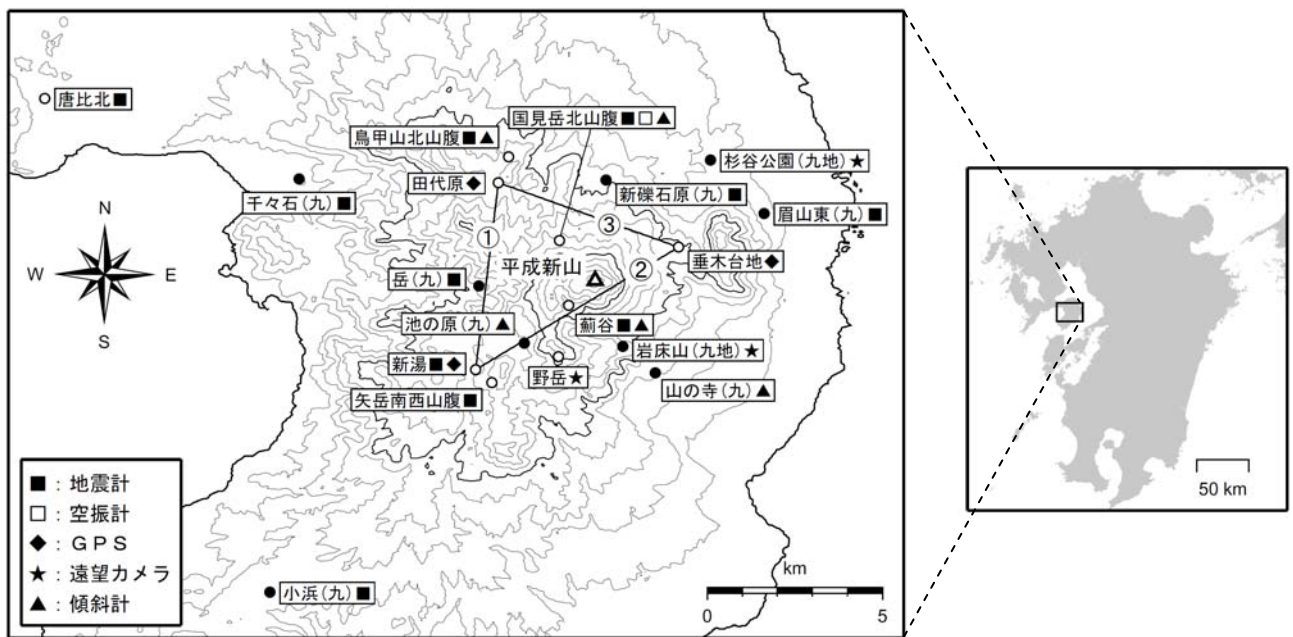 唐比北■
鳥甲山北山腹■▲
国見岳北山腹■□▲
杉谷公園(九地)★
田代原◆
千々石(九)■
新礫石原(九)■
眉山東(九)■
N
W
E
S
①
③
②
垂木台地◆
平成新山
岳(九)■
池の原(九)▲
薊谷■▲
岩床山(九地)★
新湯■◆
野岳★
山の寺(九)▲
矢岳南西山腹■
小浜(九)■
■：地震計
□：空振計
◆：GPS
★：遠望カメラ
▲：傾斜計
km
0 5
50 km